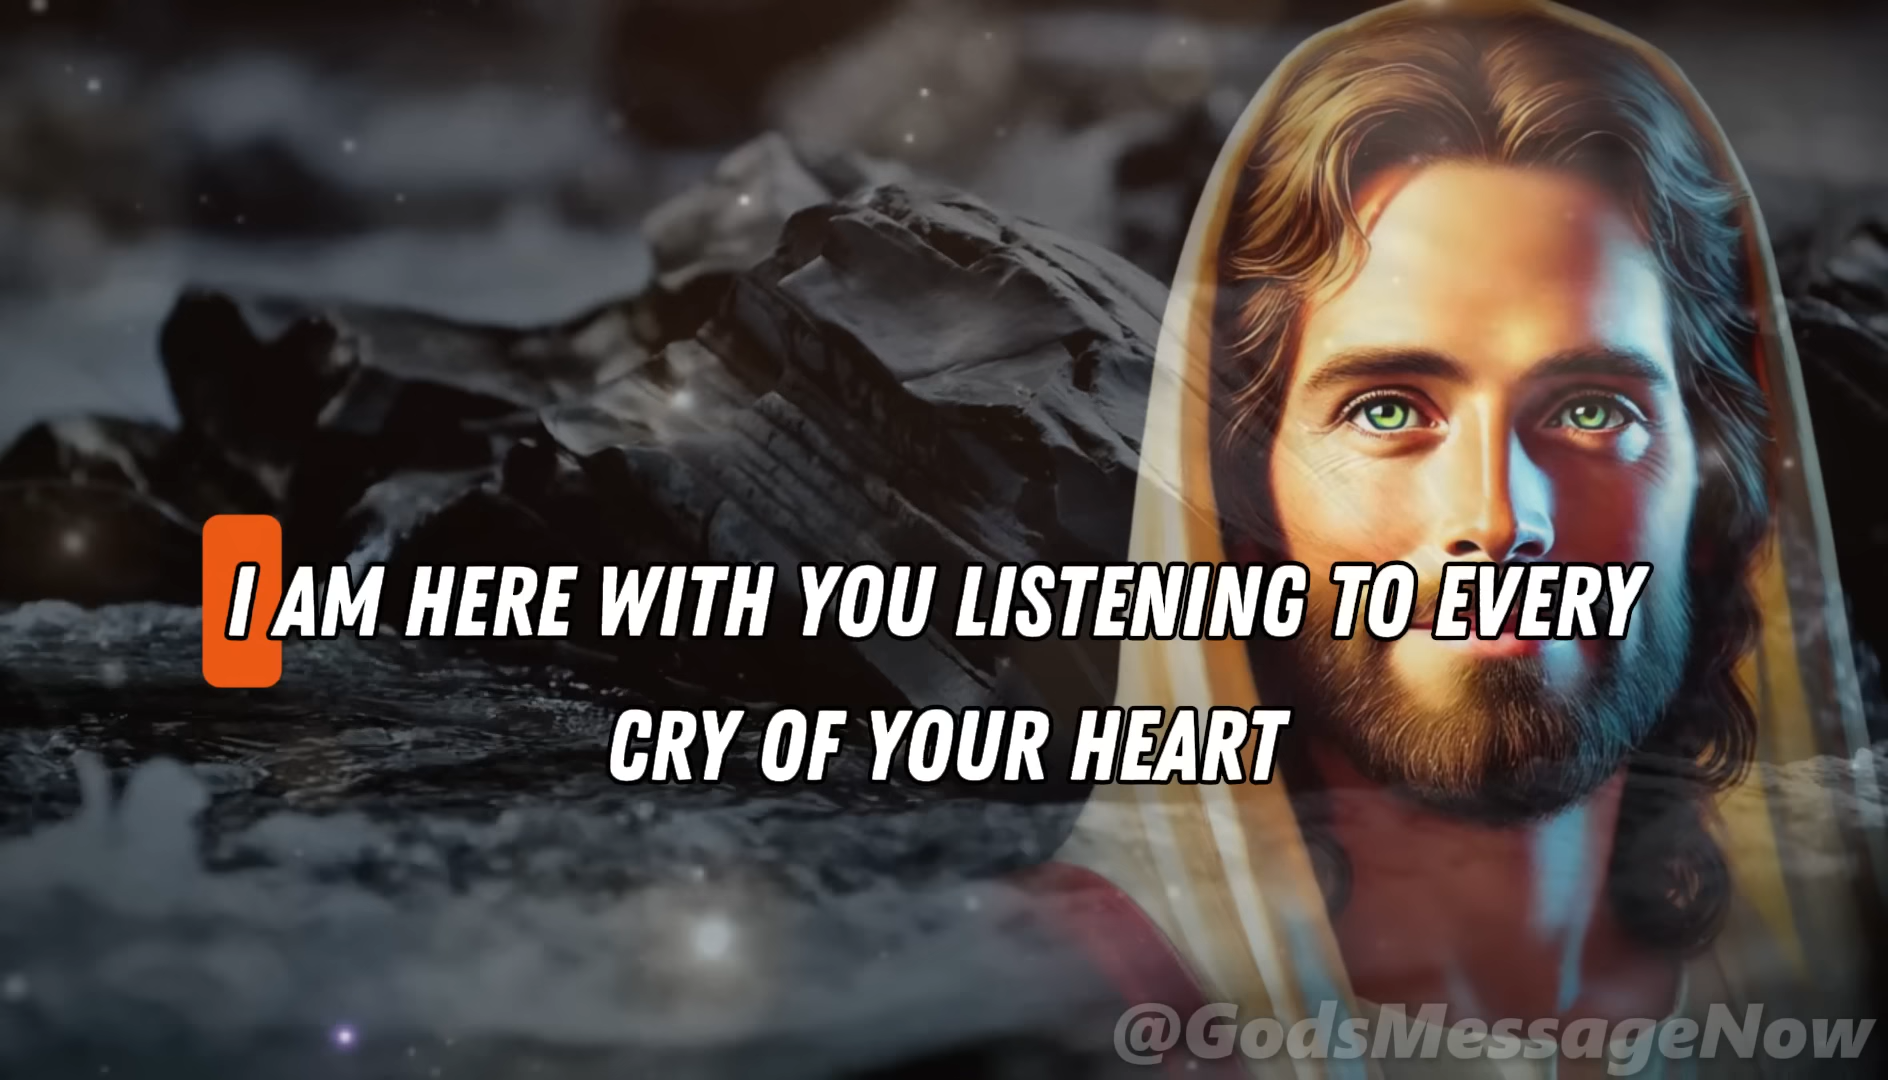 I AM HERE WITH YOU LISTENING TO EVERY
CRY OF YOUR HEART
@GodsMessageNow